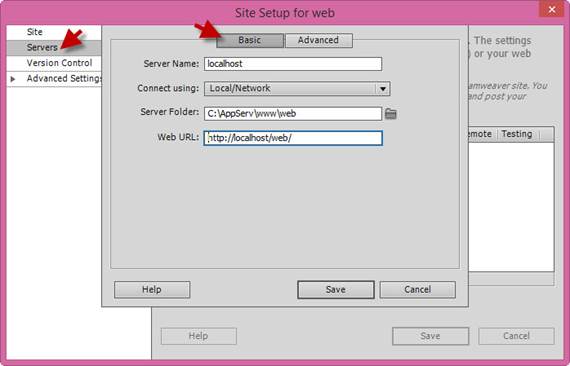 Site Setup for web
Site
Servers
Version Control
Advanced Settings
Basic
Advanced
Server Name: localhost
Connect using: Local/Network
Server Folder: C:\AppServ\www\web
Web URL: http://localhost/web/
Help
Save
Cancel
. The settings
) or your web
amweaver site. You
and post your
emote Testing
Help
Save
Cancel